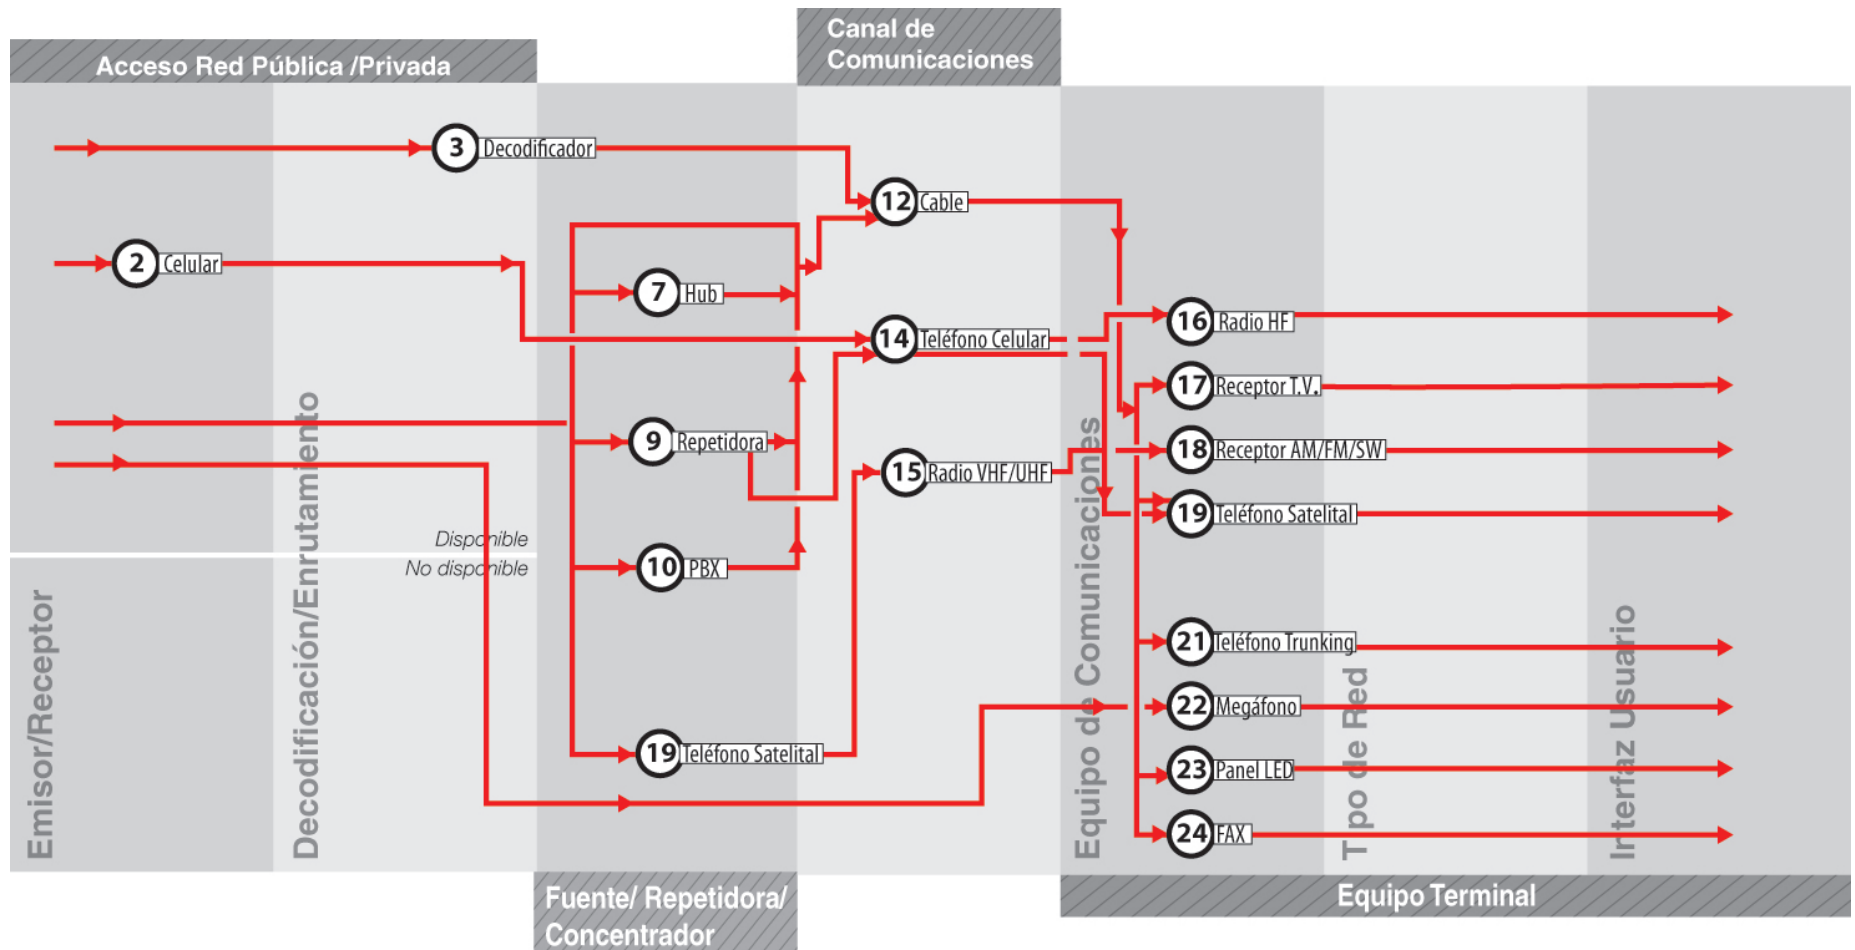 Acceso Red Pública /Privada
Canal de
Comunicaciones
3 Decodificador
12 Cable
2 Celular
7 Hub
14 Teléfono Celular
16 Radio HF
17 Receptor T.V.
9 Repetidora
15 Radio VHF/UHF
18 Receptor AM/FM/SW
19 Teléfono Satelital
Disponible
No disponible
10 PBX
21 Teléfono Trunking
22 Megáfono
19 Teléfono Satelital
23 Panel LED
24 FAX
Emisor/Receptor
Decodificación/Enrutamiento
Equipo de Comunicaciones
T po de Red
Interfaz Usuario
Fuente/ Repetidora/
Concentrador
Equipo Terminal